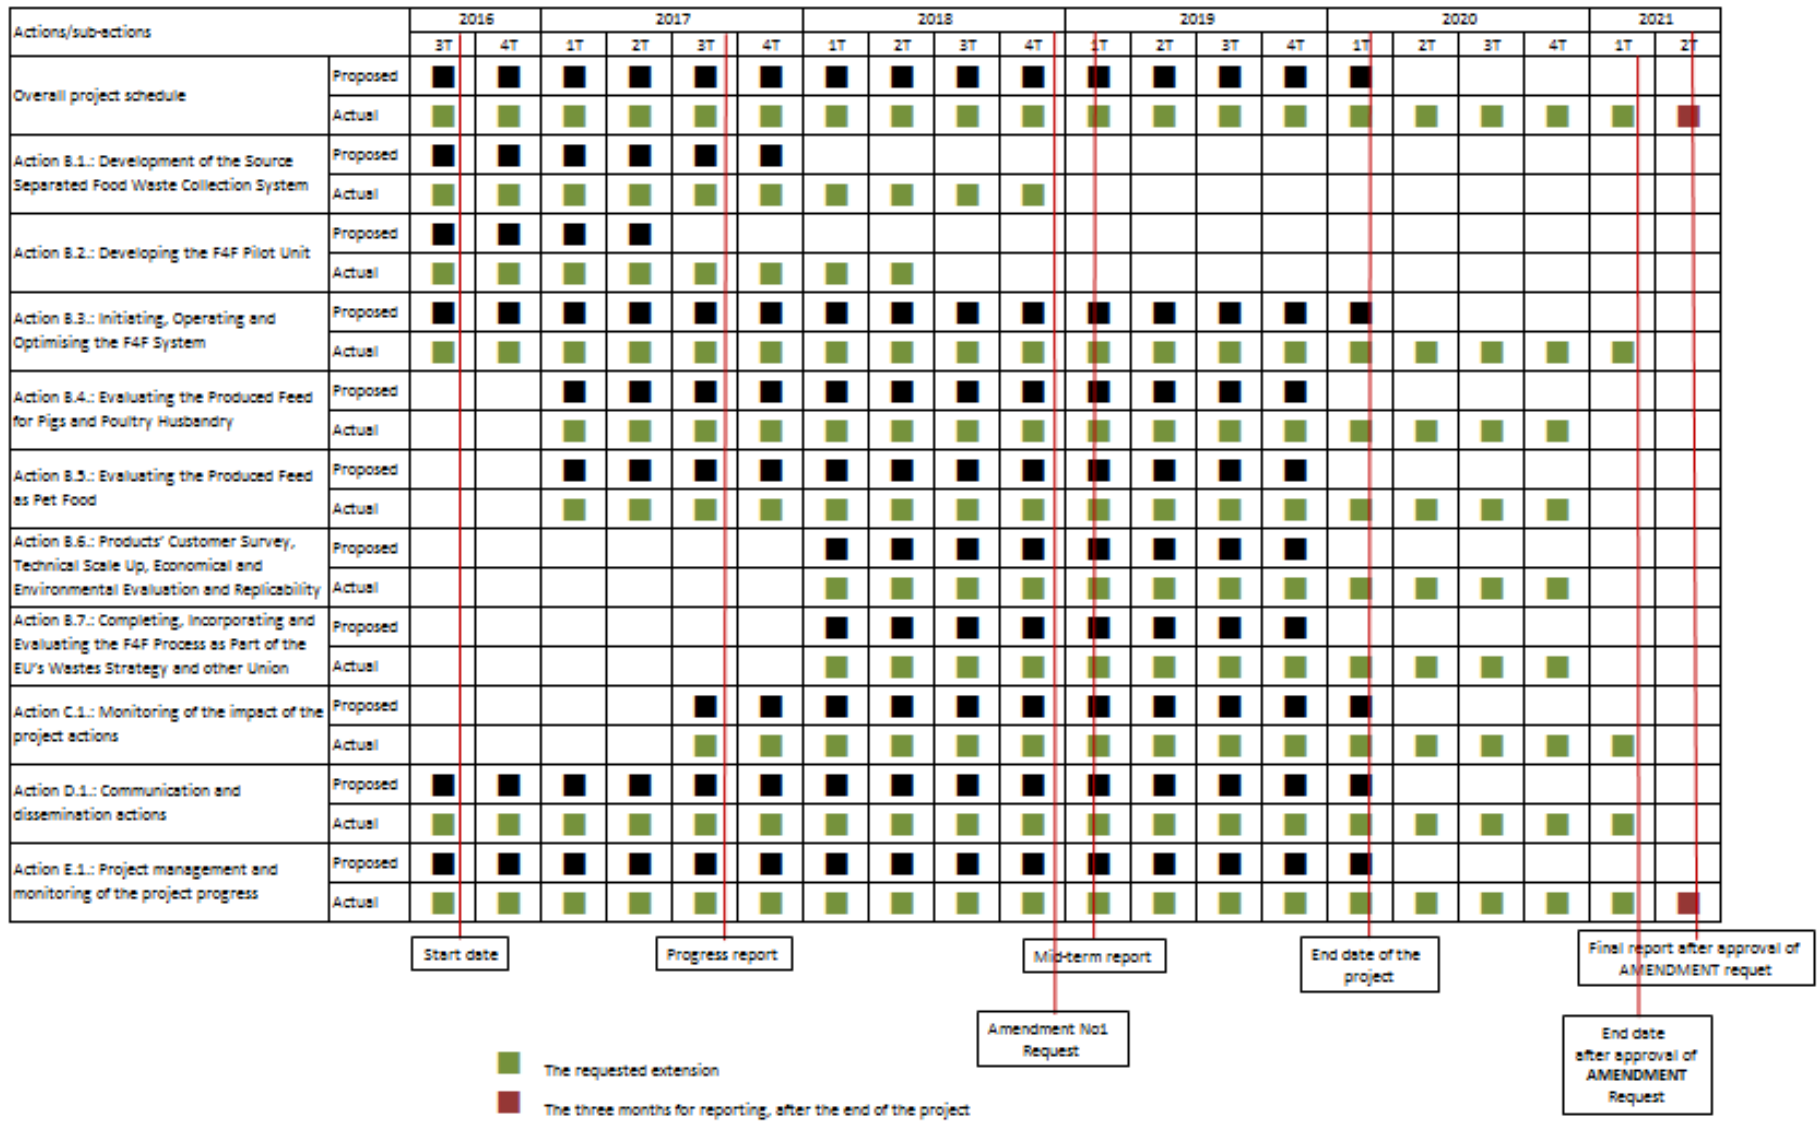 Actions/sub-actions
2016 2017 2018 2019 2020 2021
3T 4T 1T 2T 3T 4T 1T 2T 3T 4T 1T 2T 3T 4T 1T 2T 3T 4T 1T 2T
Overall project schedule
Proposed
Actual
Action B.1.: Development of the Source
Separated Food Waste Collection System
Proposed
Actual
Action B.2.: Developing the F4F Pilot Unit
Proposed
Actual
Action B.3.: Initiating, Operating and
Optimising the F4F System
Proposed
Actual
Action B.4.: Evaluating the Produced Feed
for Pigs and Poultry Husbandry
Proposed
Actual
Action B.5.: Evaluating the Produced Feed
as Pet Food
Proposed
Actual
Action B.6.: Products' Customer Survey,
Technical Scale Up, Economical and
Environmental Evaluation and Replicability
Proposed
Actual
Action B.7.: Completing, Incorporating and
Evaluating the F4F Process as Part of the
EU's Wastes Strategy and other Union
Proposed
Actual
Action C.1.: Monitoring of the impact of the
project actions
Proposed
Actual
Action D.1.: Communication and
dissemination actions
Proposed
Actual
Action E.1.: Project management and
monitoring of the project progress
Proposed
Actual
Start date
Progress report
Mid-term report
End date of the
project
Final report after approval of
AMENDMENT requet
Amendment No1
Request
End date
after approval of
AMENDMENT
Request
The requested extension
The three months for reporting, after the end of the project